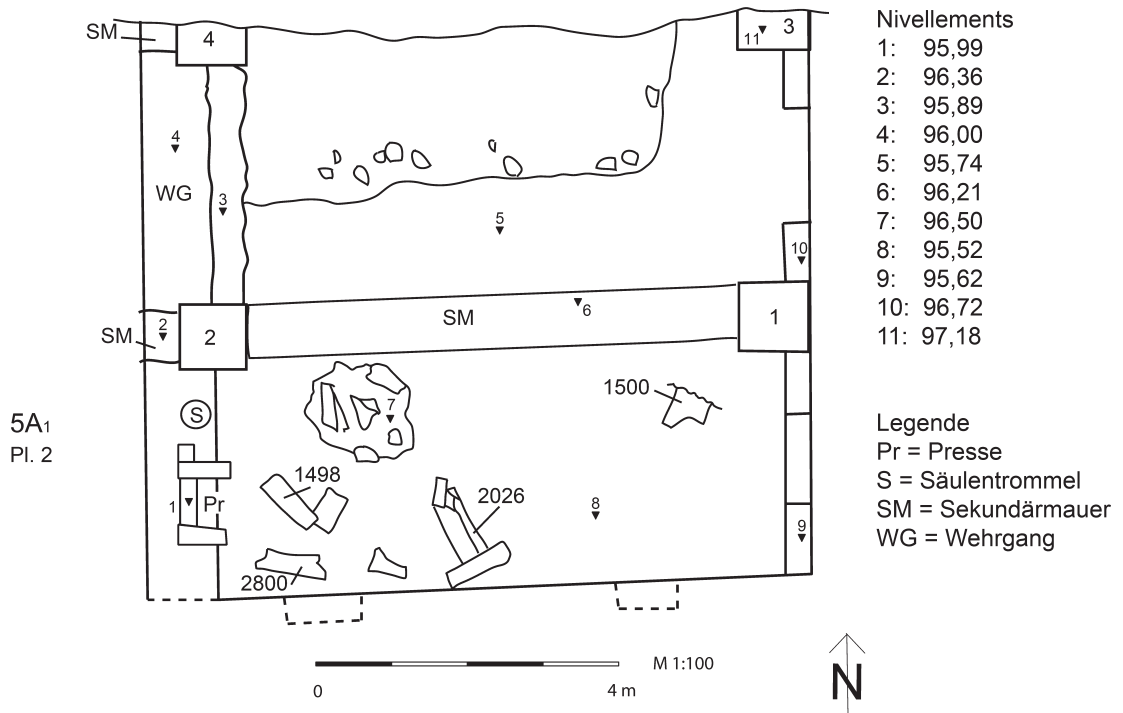 SM
4
11
3
4
WG
3
5
10
2
SM
2
SM
6
1
S
7
1500
1498
2026
1
Pr
8
9
2800
5A1
Pl. 2
Nivellements
1: 95,99
2: 96,36
3: 95,89
4: 96,00
5: 95,74
6: 96,21
7: 96,50
8: 95,52
9: 95,62
10: 96,72
11: 97,18
Legende
Pr = Presse
S = Säulentrommel
SM = Sekundärmauer
WG = Wehrgang
M 1:100
0
4 m
N